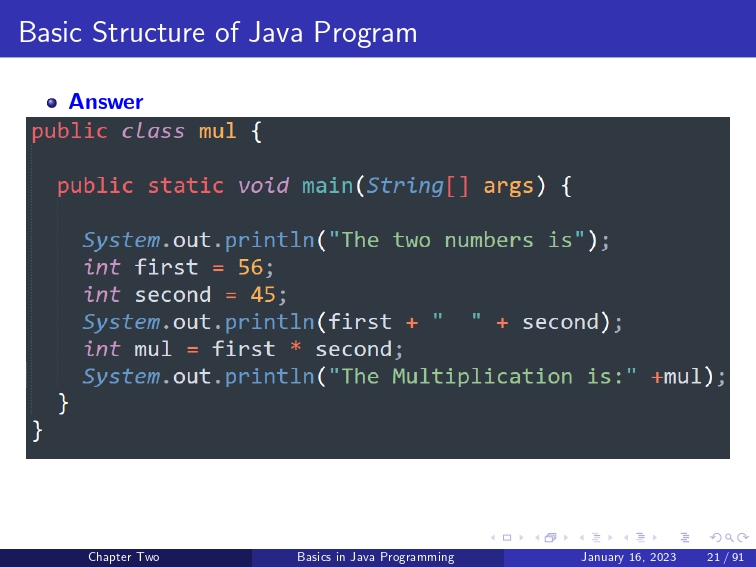 Basic Structure of Java Program
Answer
public class mul {
public static void main(String[] args) {
System.out.println("The two numbers is");
int first = 56;
int second = 45;
System.out.println(first + "  " + second);
int mul = first * second;
System.out.println("The Multiplication is:" +mul);
}
}
Chapter Two Basics in Java Programming January 16, 2023 21 / 91